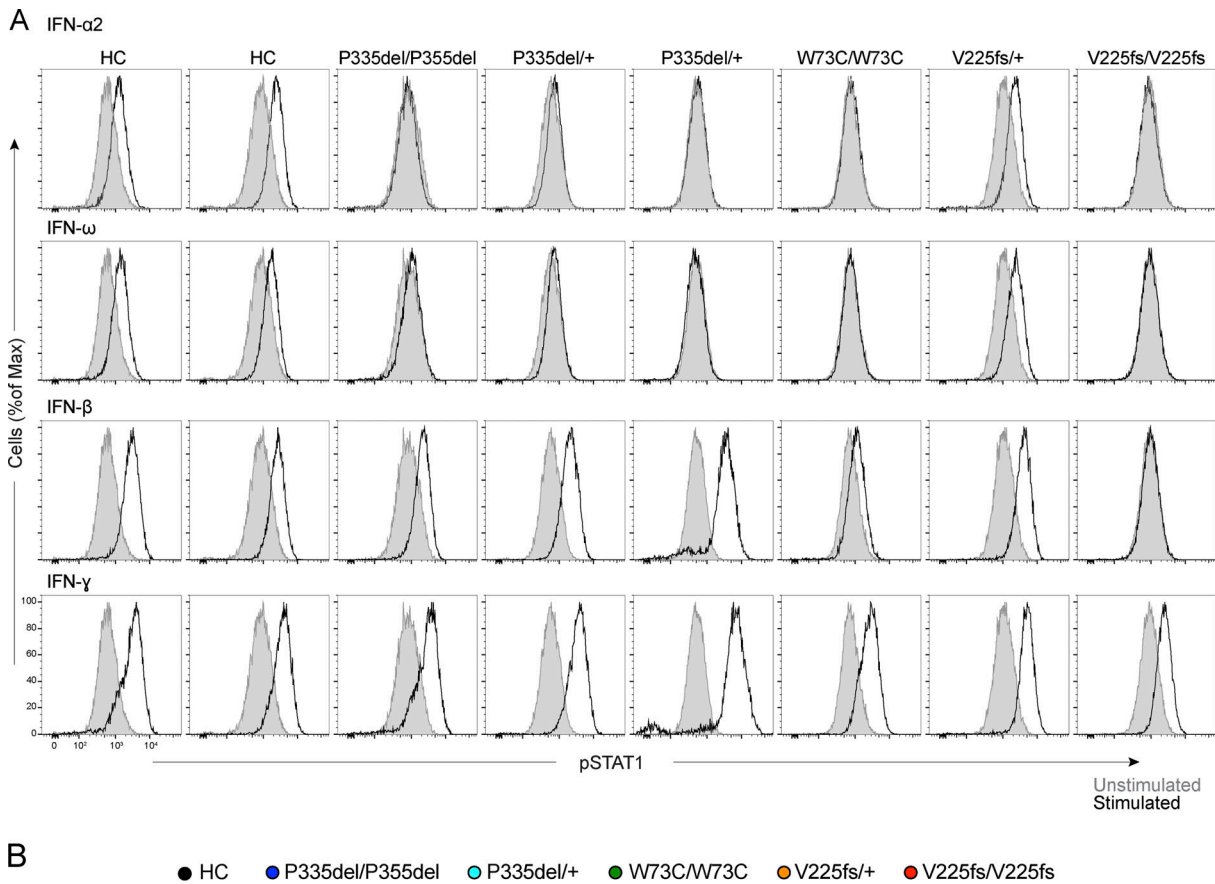 A IFN-α2
HC HC P335del/P355del P335del/+ P335del/+ W73C/W73C V225fs/+ V225fs/V225fs
IFN-ω
Cells (%of Max)
IFN-β
IFN-ɣ
100
80
60
40
20
0
0 10² 10³ 10⁴
pSTAT1
Unstimulated
Stimulated
B
HC P335del/P355del P335del/+ W73C/W73C V225fs/+ V225fs/V225fs